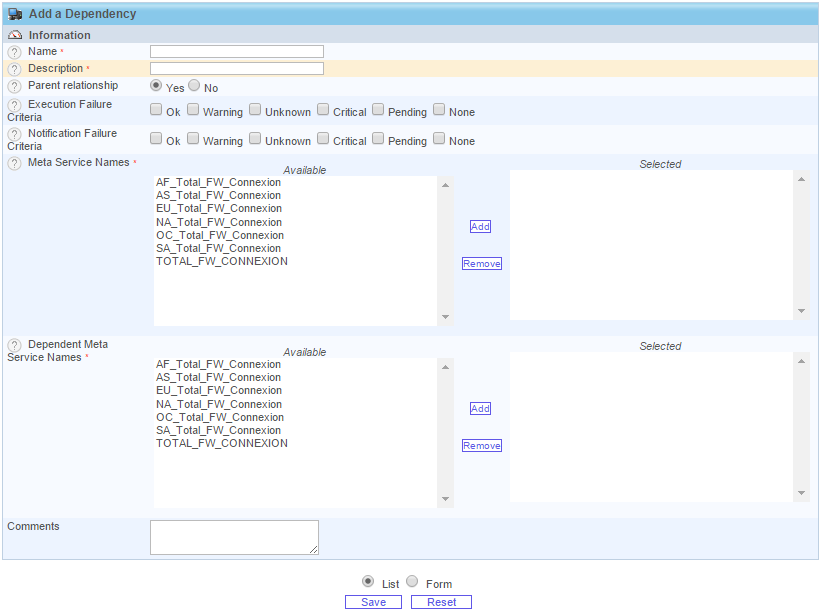 Add a Dependency
Information
? Name *
? Description *
? Parent relationship Yes No
? Execution Failure Criteria Ok Warning Unknown Critical Pending None
? Notification Failure Criteria Ok Warning Unknown Critical Pending None
? Meta Service Names *
Available Selected
AF_Total_FW_Connexion
AS_Total_FW_Connexion
EU_Total_FW_Connexion
NA_Total_FW_Connexion
OC_Total_FW_Connexion
SA_Total_FW_Connexion
TOTAL_FW_CONNEXION
Add
Remove
? Dependent Meta
Service Names *
Available Selected
AF_Total_FW_Connexion
AS_Total_FW_Connexion
EU_Total_FW_Connexion
NA_Total_FW_Connexion
OC_Total_FW_Connexion
SA_Total_FW_Connexion
TOTAL_FW_CONNEXION
Add
Remove
Comments
List Form
Save Reset